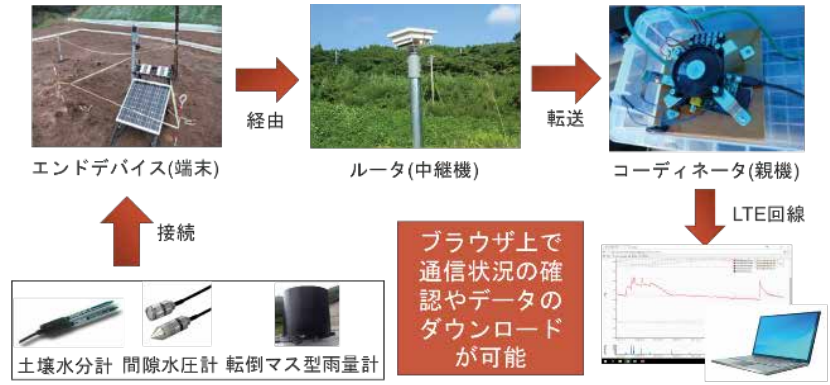 経由
転送
エンドデバイス(端末)
ルータ(中継機)
コーディネータ(親機)
接続
LTE回線
ブラウザ上で
通信状況の確
認やデータの
ダウンロード
が可能
土壌水分計
間隙水圧計
転倒マス型雨量計